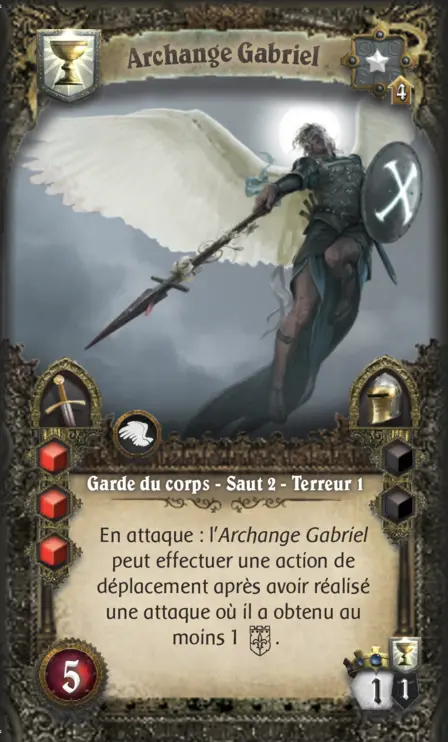 Archange Gabriel
4
Garde du corps - Saut 2 - Terreur 1
En attaque : l'Archange Gabriel
peut effectuer une action de
déplacement après avoir réalisé
une attaque où il a obtenu au
moins 1 .
5
1 1